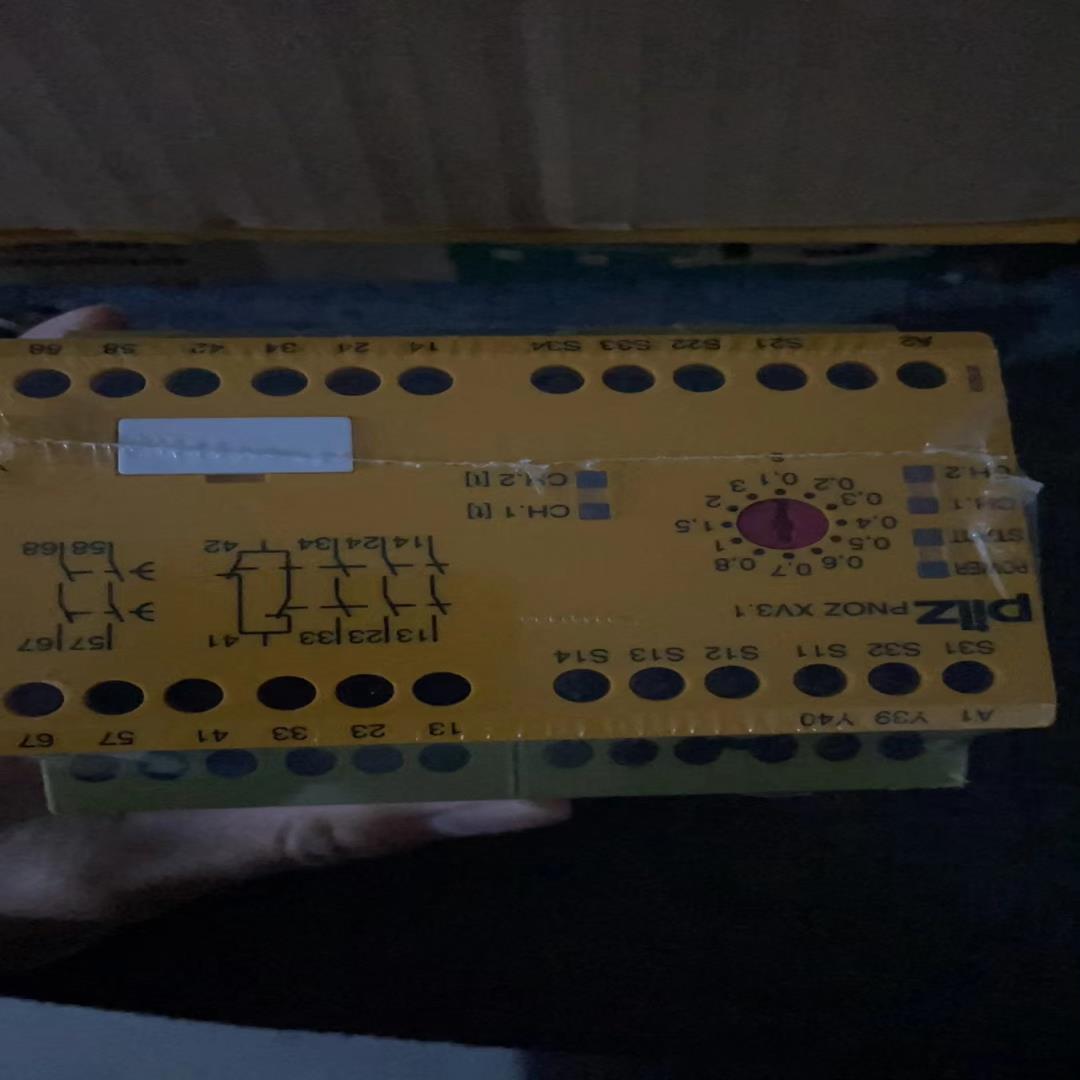 A1 Y39 Y40 13 23 33 41 57 67
S31 S32 S11 S12 S13 S14
pilz PNOZ XV3.1
13 23 33 41 57 67
14 24 34 42 58 68
POWER
START
CH.1
CH.2
0,6 0,7 0,8
0,5 1
0,4 1,5
0,3 2
0,2 0,1 3
s
CH.1 [t]
CH.2 [t]
A2 S21 S22 S33 S34 14 24 34 42 58 68